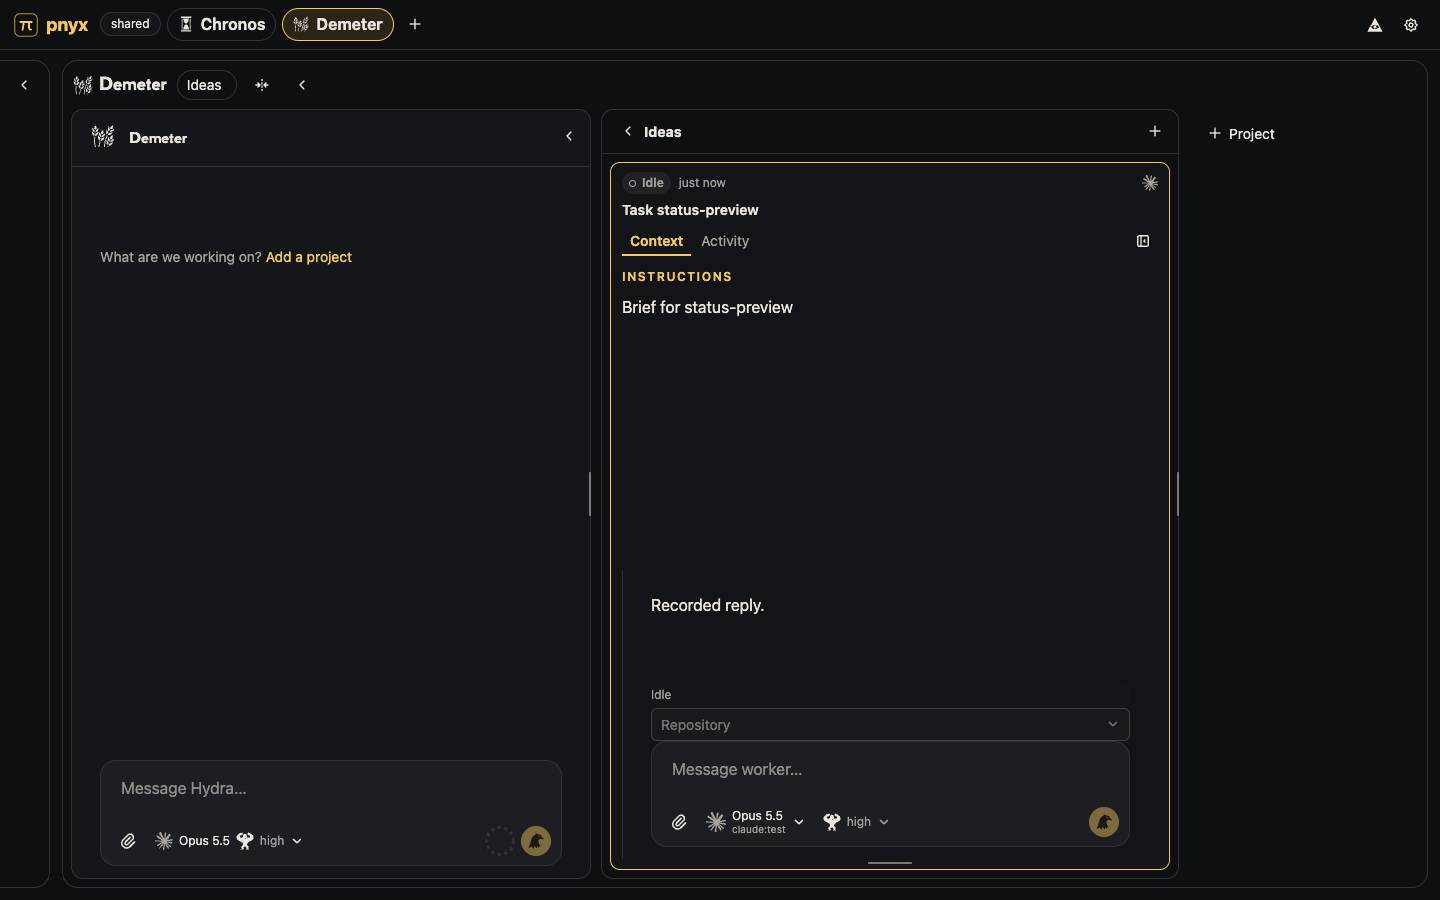 π pnyx shared Chronos Demeter
Demeter Ideas
Demeter
What are we working on? Add a project
Message Hydra...
Opus 5.5 high
Ideas
Idle just now
Task status-preview
Context Activity
INSTRUCTIONS
Brief for status-preview
Recorded reply.
Idle
Repository
Message worker...
Opus 5.5 high
claude:test
Project